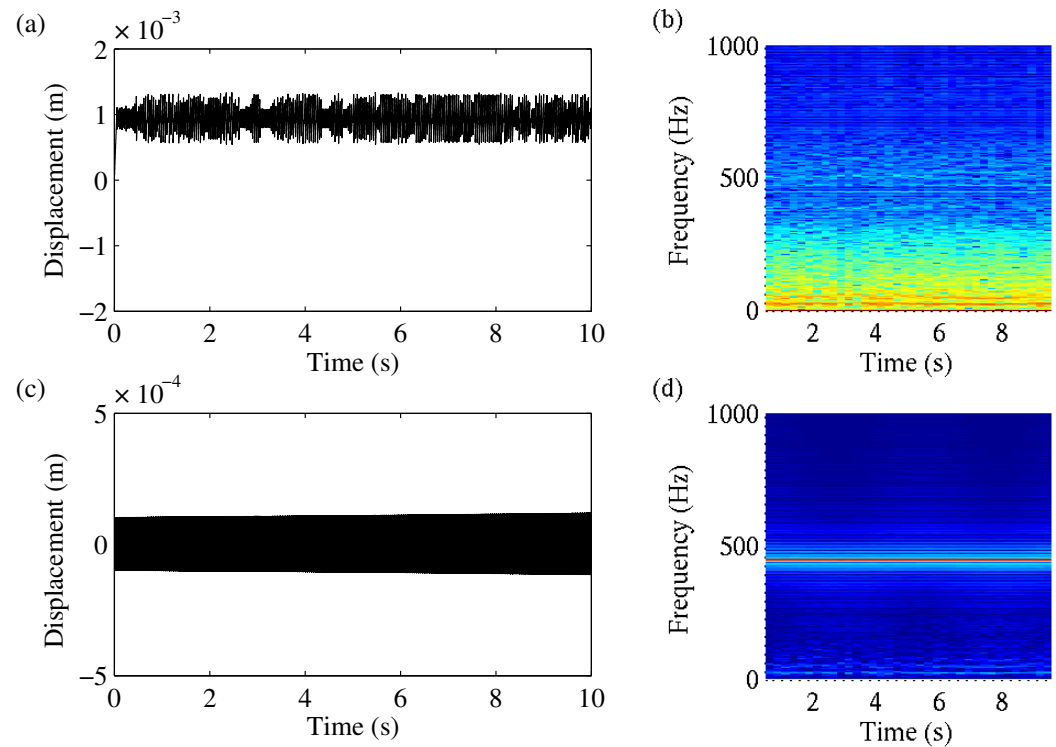 (a)
× 10⁻³
2
1
0
−1
−2
Displacement (m)
0 2 4 6 8 10
Time (s)
(b)
1000
500
0
Frequency (Hz)
2 4 6 8
Time (s)
(c)
× 10⁻⁴
5
0
−5
Displacement (m)
0 2 4 6 8 10
Time (s)
(d)
1000
500
0
Frequency (Hz)
2 4 6 8
Time (s)